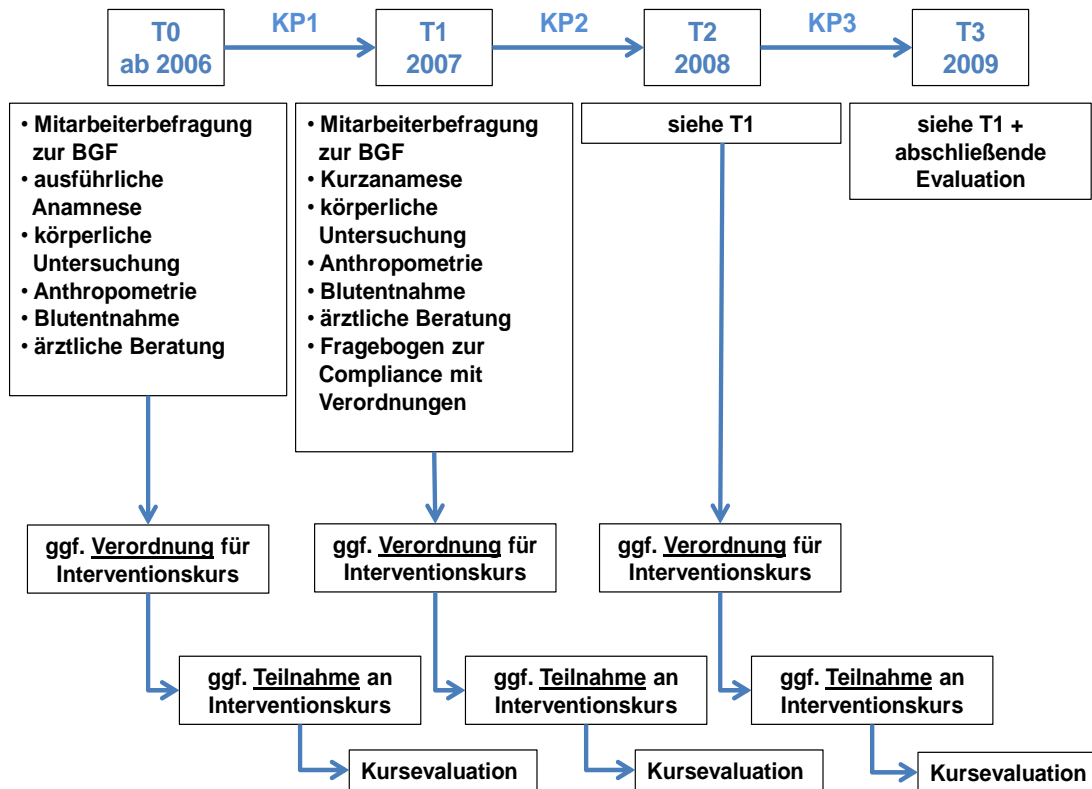 T0
ab 2006
KP1
T1
2007
KP2
T2
2008
KP3
T3
2009
• Mitarbeiterbefragung
zur BGF
• ausführliche
Anamnese
• körperliche
Untersuchung
• Anthropometrie
• Blutentnahme
• ärztliche Beratung
• Mitarbeiterbefragung
zur BGF
• Kurzanamese
• körperliche
Untersuchung
• Anthropometrie
• Blutentnahme
• ärztliche Beratung
• Fragebogen zur
Compliance mit
Verordnungen
siehe T1
siehe T1 +
abschließende
Evaluation
ggf. Verordnung für
Interventionskurs
ggf. Verordnung für
Interventionskurs
ggf. Verordnung für
Interventionskurs
ggf. Teilnahme an
Interventionskurs
ggf. Teilnahme an
Interventionskurs
ggf. Teilnahme an
Interventionskurs
Kursevaluation
Kursevaluation
Kursevaluation